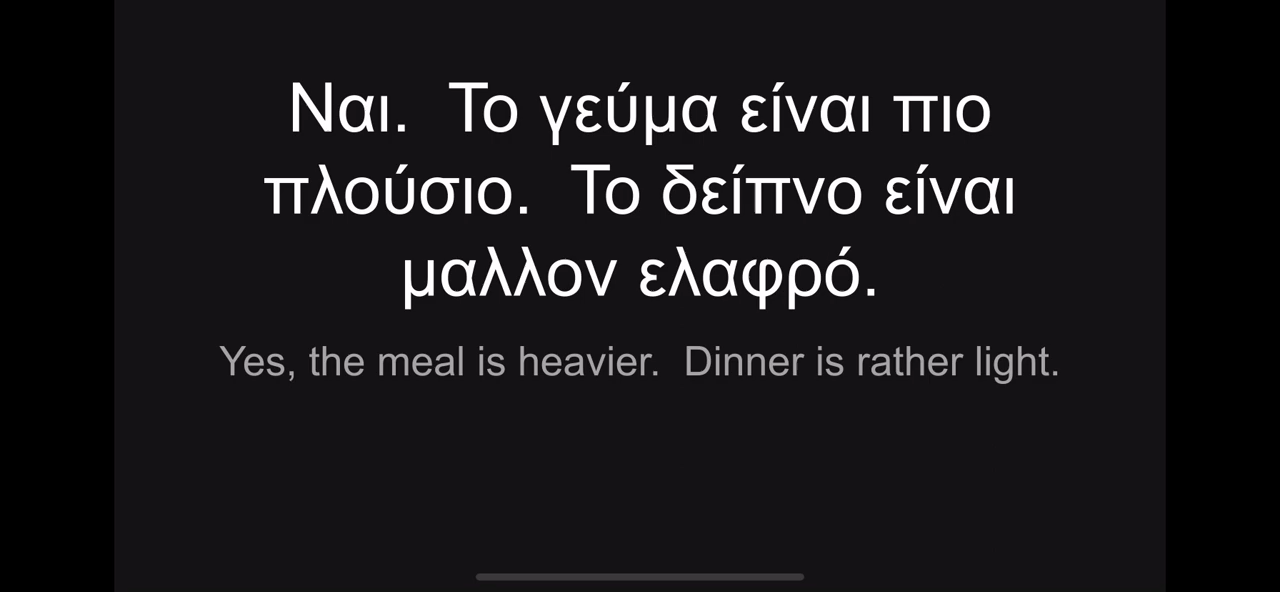 Ναι.  Το γεύμα είναι πιο
πλούσιο.  Το δείπνο είναι
μαλλον ελαφρό.
Yes, the meal is heavier.  Dinner is rather light.